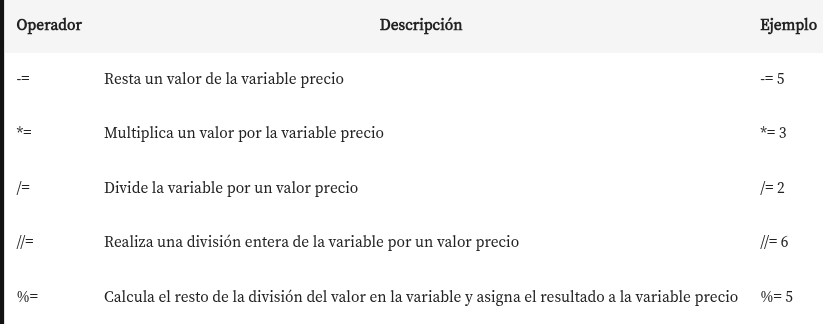 Operador Descripción Ejemplo
-= Resta un valor de la variable precio -= 5
*= Multiplica un valor por la variable precio *= 3
/= Divide la variable por un valor precio /= 2
//= Realiza una división entera de la variable por un valor precio //= 6
%= Calcula el resto de la división del valor en la variable y asigna el resultado a la variable precio %= 5